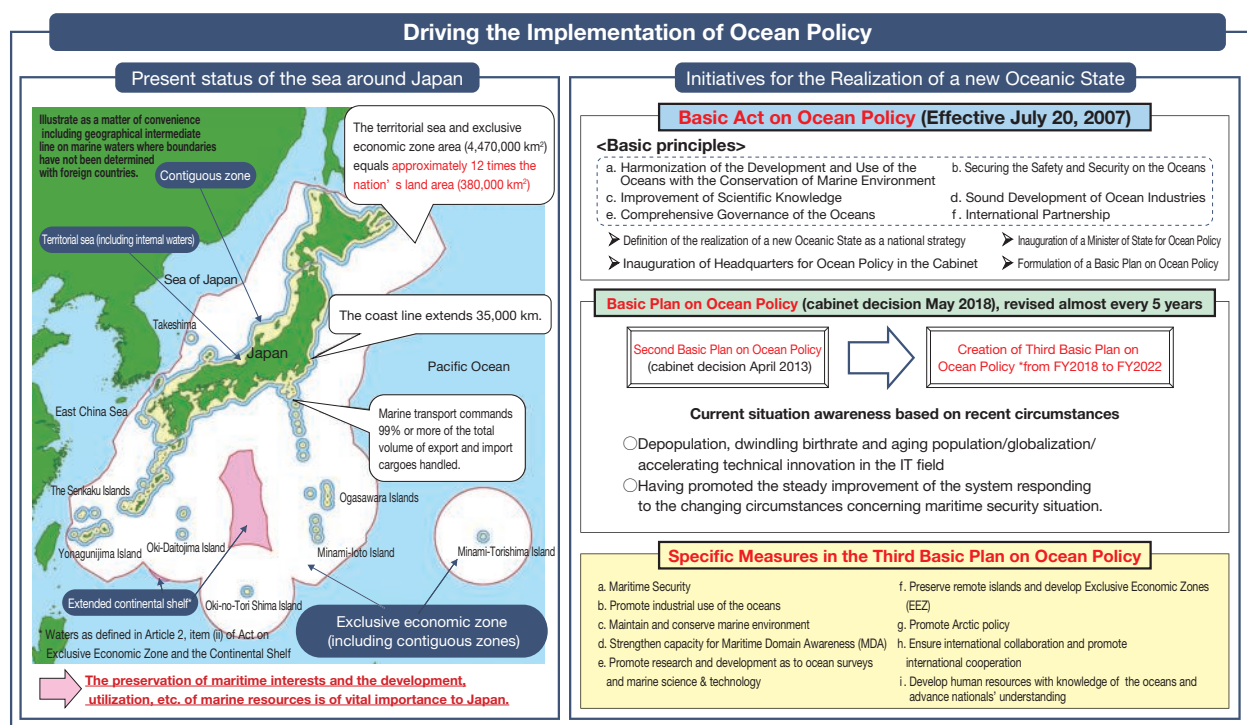 Driving the Implementation of Ocean Policy
Present status of the sea around Japan
Illustrate as a matter of convenience
including geographical intermediate
line on marine waters where boundaries
have not been determined
with foreign countries.
The territorial sea and exclusive
economic zone area (4,470,000 km²)
equals approximately 12 times the
nation’ s land area (380,000 km²)
Contiguous zone
Territorial sea (including internal waters)
Sea of Japan
The coast line extends 35,000 km.
Takeshima
Japan
Pacific Ocean
East China Sea
Marine transport commands
99% or more of the total
volume of export and import
cargoes handled.
The Senkaku Islands
Ogasawara Islands
Yonagunijima Island
Oki-Daitojima Island
Minami-Ioto Island
Minami-Torishima Island
Extended continental shelf*
Oki-no-Tori Shima Island
Exclusive economic zone
(including contiguous zones)
* Waters as defined in Article 2, item (ii) of Act on
Exclusive Economic Zone and the Continental Shelf
The preservation of maritime interests and the development,
utilization, etc. of marine resources is of vital importance to Japan.
Initiatives for the Realization of a new Oceanic State
Basic Act on Ocean Policy (Effective July 20, 2007)
<Basic principles>
a. Harmonization of the Development and Use of the
Oceans with the Conservation of Marine Environment
b. Securing the Safety and Security on the Oceans
c. Improvement of Scientific Knowledge
d. Sound Development of Ocean Industries
e. Comprehensive Governance of the Oceans
f. International Partnership
➢ Definition of the realization of a new Oceanic State as a national strategy
➢ Inauguration of a Minister of State for Ocean Policy
➢ Inauguration of Headquarters for Ocean Policy in the Cabinet
➢ Formulation of a Basic Plan on Ocean Policy
Basic Plan on Ocean Policy (cabinet decision May 2018), revised almost every 5 years
Second Basic Plan on Ocean Policy
(cabinet decision April 2013)
Creation of Third Basic Plan on
Ocean Policy *from FY2018 to FY2022
Current situation awareness based on recent circumstances
○Depopulation, dwindling birthrate and aging population/globalization/
accelerating technical innovation in the IT field
○Having promoted the steady improvement of the system responding
to the changing circumstances concerning maritime security situation.
Specific Measures in the Third Basic Plan on Ocean Policy
a. Maritime Security
b. Promote industrial use of the oceans
c. Maintain and conserve marine environment
d. Strengthen capacity for Maritime Domain Awareness (MDA)
e. Promote research and development as to ocean surveys
and marine science & technology
f. Preserve remote islands and develop Exclusive Economic Zones
(EEZ)
g. Promote Arctic policy
h. Ensure international collaboration and promote
international cooperation
i. Develop human resources with knowledge of the oceans and
advance nationals’ understanding